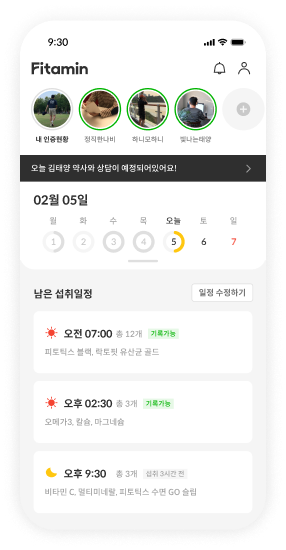 9:30
Fitamin
내 인증현황 정직한나비 하니모하니 빛나는태양
오늘 김태양 약사와 상담이 예정되어있어요!
02월 05일
월 화 수 목 오늘 토 일
1 2 3 4 5 6 7
남은 섭취일정 일정 수정하기
오전 07:00 총 12개 기록가능
피토틱스 블랙, 락토핏 유산균 골드
오후 02:30 총 3개 기록가능
오메가3, 칼슘, 마그네슘
오후 9:30 총 3개 섭취 3시간 전
비타민 C, 멀티미네랄, 피토틱스 수면 GO 슬립